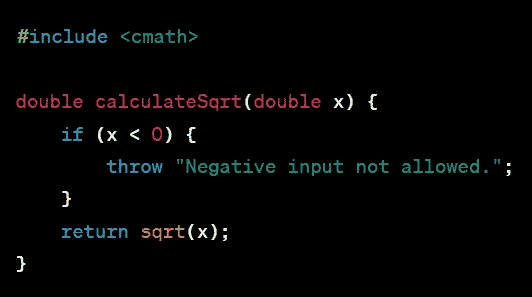 #include <cmath>
double calculateSqrt(double x) {
    if (x < 0) {
        throw "Negative input not allowed.";
    }
    return sqrt(x);
}